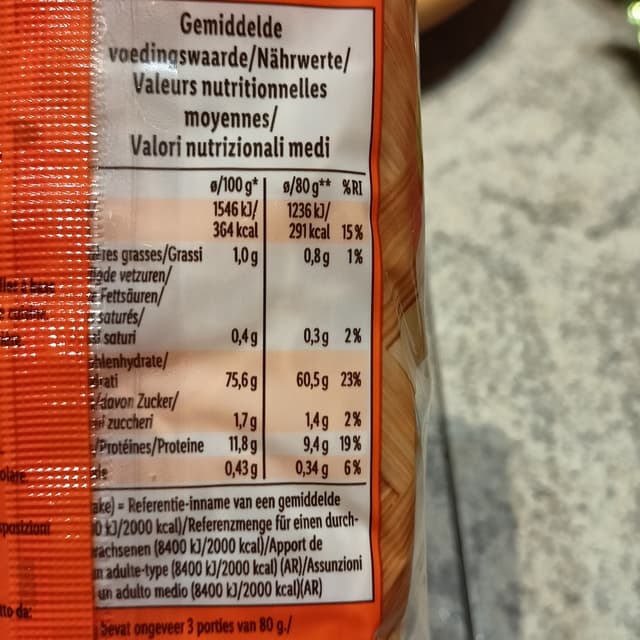 Gemiddelde
voedingswaarde/Nährwerte/
Valeurs nutritionnelles
moyennes/
Valori nutrizionali medi
ø/100 g* ø/80 g** %RI
1546 kJ/ 1236 kJ/
364 kcal 291 kcal 15%
grasses/Grassi 1,0 g 0,8 g 1%
vetzuren/
Fettsäuren/
saturi 0,4 g 0,3 g 2%
75,6 g 60,5 g 23%
/davon Zucker/
zuccheri 1,7 g 1,4 g 2%
/Protéines/Proteine 11,8 g 9,4 g 19%
0,43 g 0,34 g 6%
= Referentie-inname van een gemiddelde
kJ/2000 kcal)/Referenzmenge für einen durch-
(8400 kJ/2000 kcal)/Apport de
adulte-type (8400 kJ/2000 kcal) (AR)/Assunzioni
un adulto medio (8400 kJ/2000 kcal)(AR)
Bevat ongeveer 3 porties van 80 g./